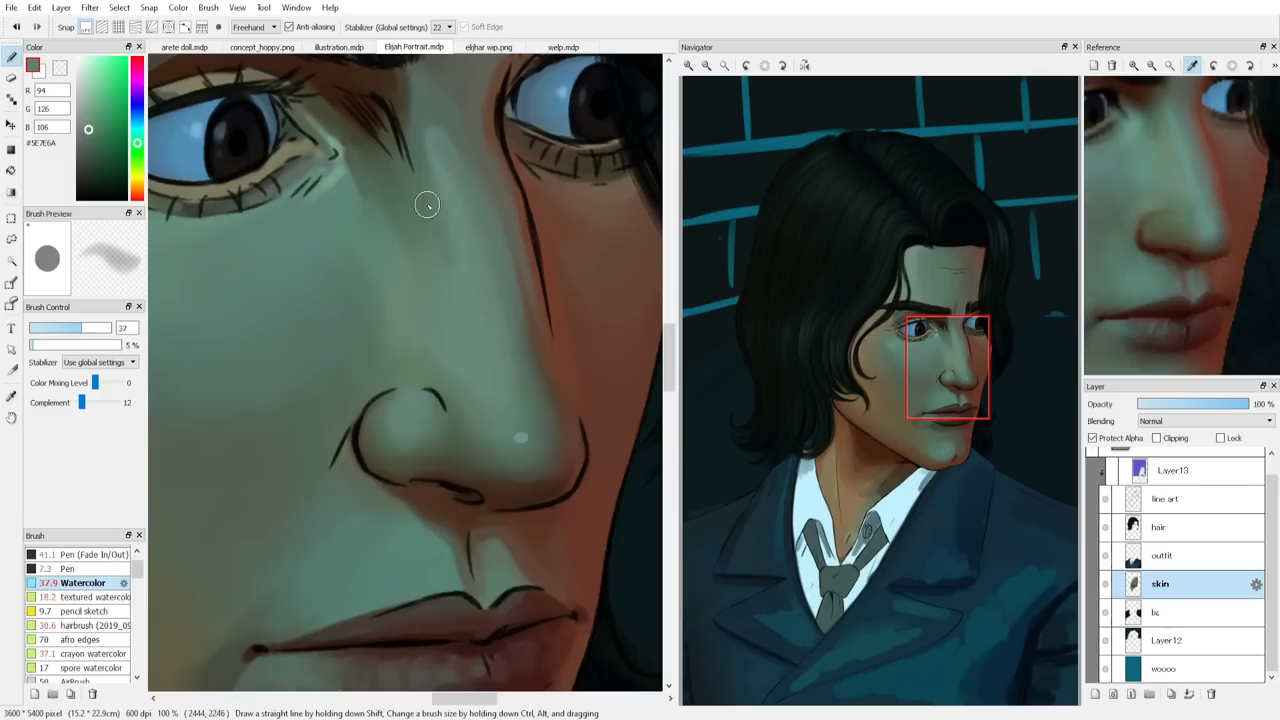 File Edit Layer Filter Select Snap Color Brush View Tool Window Help
Snap Freehand Anti-aliasing Stabilizer (Global settings) 22 Soft Edge
Color
R 94
G 126
B 106
#5E7E6A
Brush Preview
Brush Control
37
5 %
Stabilizer Use global settings
Color Mixing Level 0
Complement 12
Brush
41.1 Pen (Fade In/Out)
7.3 Pen
37.9 Watercolor
18.2 textured watercolo
9.7 pencil sketch
30.6 hairbrush (2019_09
70 afro edges
37.1 crayon watercolor
17 spore watercolor
50 AirBrush
arete doll.mdp concept_hoppy.png illustration.mdp Elijah Portrait.mdp elijhar wip.png welp.mdp
Navigator
Reference
Layer
Opacity 100 %
Blending Normal
Protect Alpha Clipping Lock
Layer13
line art
hair
outfit
skin
bg
Layer12
woooo
3600 * 5400 pixel (15.2 * 22.9cm) 600 dpi 100 % ( 2444, 2246 ) Draw a straight line by holding down Shift, Change a brush size by holding down Ctrl, Alt, and dragging